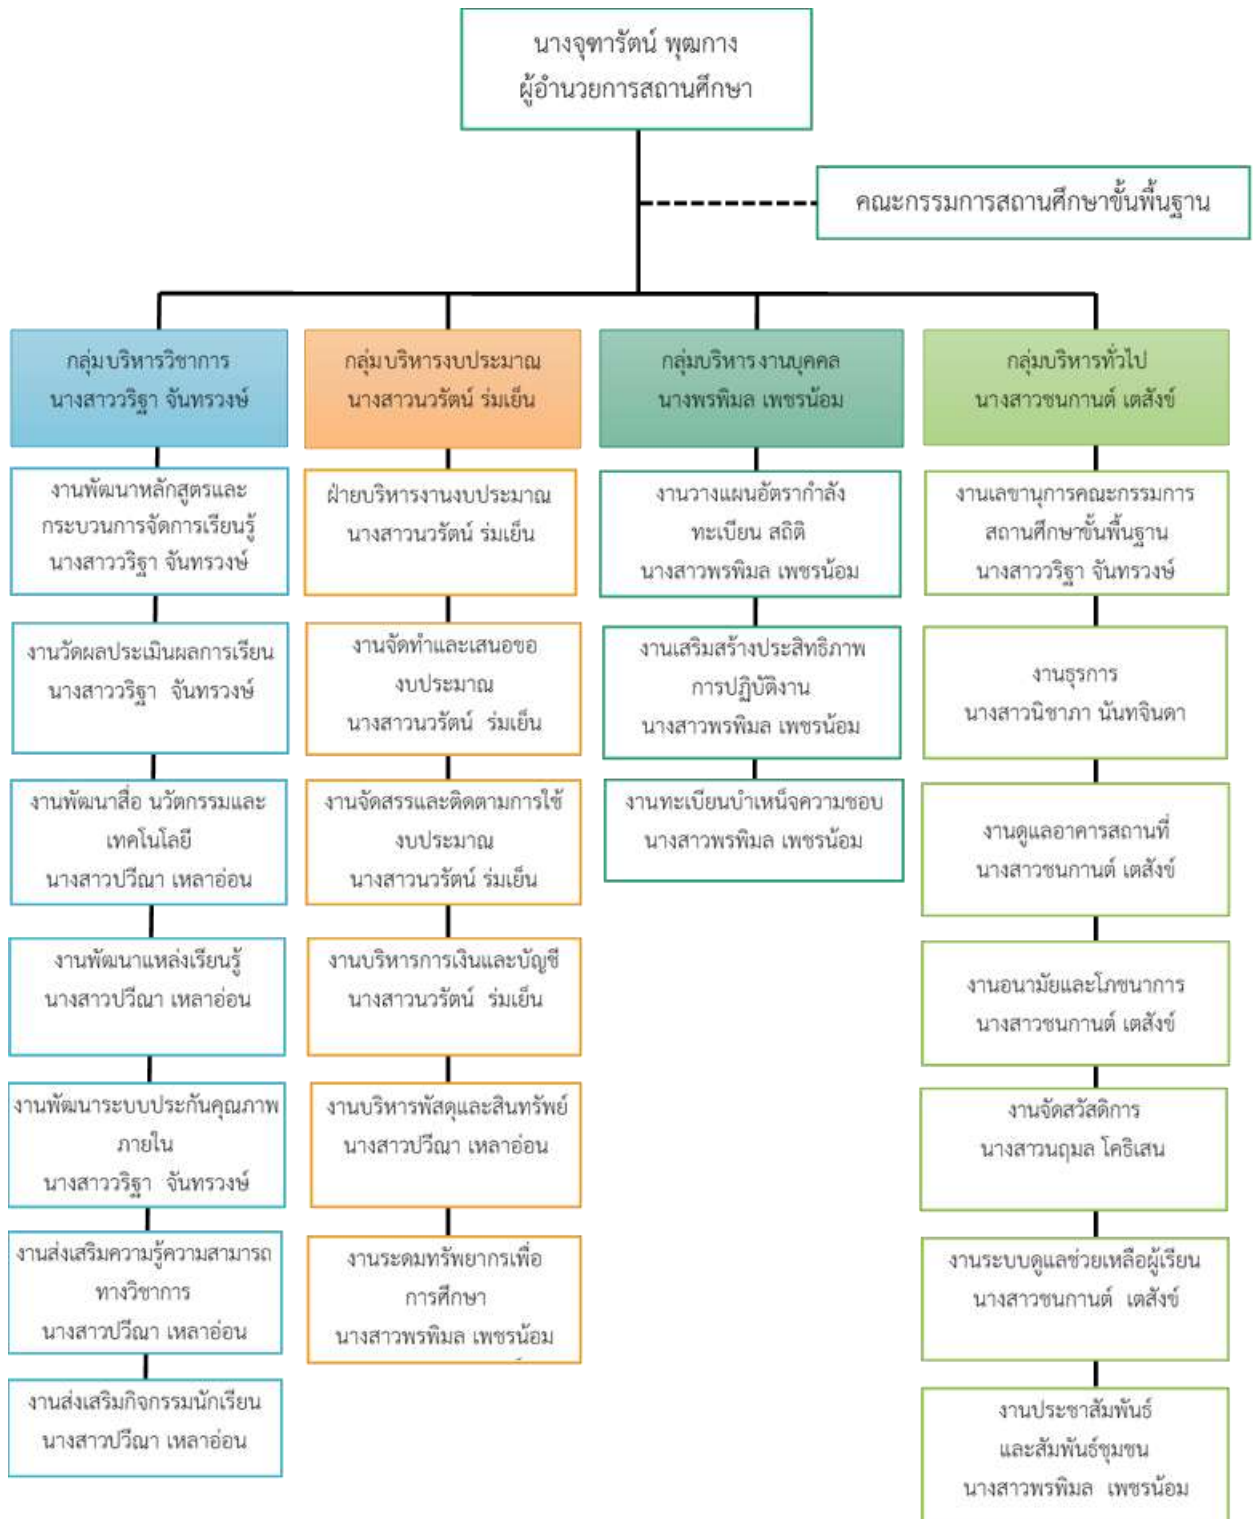 นางจุฑารัตน์ พุฒกาง
ผู้อำนวยการสถานศึกษา
คณะกรรมการสถานศึกษาขั้นพื้นฐาน
กลุ่มบริหารวิชาการ
นางสาววริฐา จันทรวงษ์
งานพัฒนาหลักสูตรและ
กระบวนการจัดการเรียนรู้
นางสาววริฐา จันทรวงษ์
งานวัดผลประเมินผลการเรียน
นางสาววริฐา จันทรวงษ์
งานพัฒนาสื่อ นวัตกรรมและ
เทคโนโลยี
นางสาวปวีณา เหลาอ่อน
งานพัฒนาแหล่งเรียนรู้
นางสาวปวีณา เหลาอ่อน
งานพัฒนาระบบประกันคุณภาพ
ภายใน
นางสาววริฐา จันทรวงษ์
งานส่งเสริมความรู้ความสามารถ
ทางวิชาการ
นางสาวปวีณา เหลาอ่อน
งานส่งเสริมกิจกรรมนักเรียน
นางสาวปวีณา เหลาอ่อน
กลุ่มบริหารงบประมาณ
นางสาวนวรัตน์ ร่มเย็น
ฝ่ายบริหารงานงบประมาณ
นางสาวนวรัตน์ ร่มเย็น
งานจัดทำและเสนอขอ
งบประมาณ
นางสาวนวรัตน์ ร่มเย็น
งานจัดสรรและติดตามการใช้
งบประมาณ
นางสาวนวรัตน์ ร่มเย็น
งานบริหารการเงินและบัญชี
นางสาวนวรัตน์ ร่มเย็น
งานบริหารพัสดุและสินทรัพย์
นางสาวปวีณา เหลาอ่อน
งานระดมทรัพยากรเพื่อ
การศึกษา
นางสาวพรพิมล เพชรน้อม
กลุ่มบริหารงานบุคคล
นางพรพิมล เพชรน้อม
งานวางแผนอัตรากำลัง
ทะเบียน สถิติ
นางสาวพรพิมล เพชรน้อม
งานเสริมสร้างประสิทธิภาพ
การปฏิบัติงาน
นางสาวพรพิมล เพชรน้อม
งานทะเบียนบำเหน็จความชอบ
นางสาวพรพิมล เพชรน้อม
กลุ่มบริหารทั่วไป
นางสาวชนกานต์ เตสังข์
งานเลขานุการคณะกรรมการ
สถานศึกษาขั้นพื้นฐาน
นางสาววริฐา จันทรวงษ์
งานธุรการ
นางสาวนิชาภา นันทจินดา
งานดูแลอาคารสถานที่
นางสาวชนกานต์ เตสังข์
งานอนามัยและโภชนาการ
นางสาวชนกานต์ เตสังข์
งานจัดสวัสดิการ
นางสาวนฤมล โคธิเสน
งานระบบดูแลช่วยเหลือผู้เรียน
นางสาวชนกานต์ เตสังข์
งานประชาสัมพันธ์
และสัมพันธ์ชุมชน
นางสาวพรพิมล เพชรน้อม